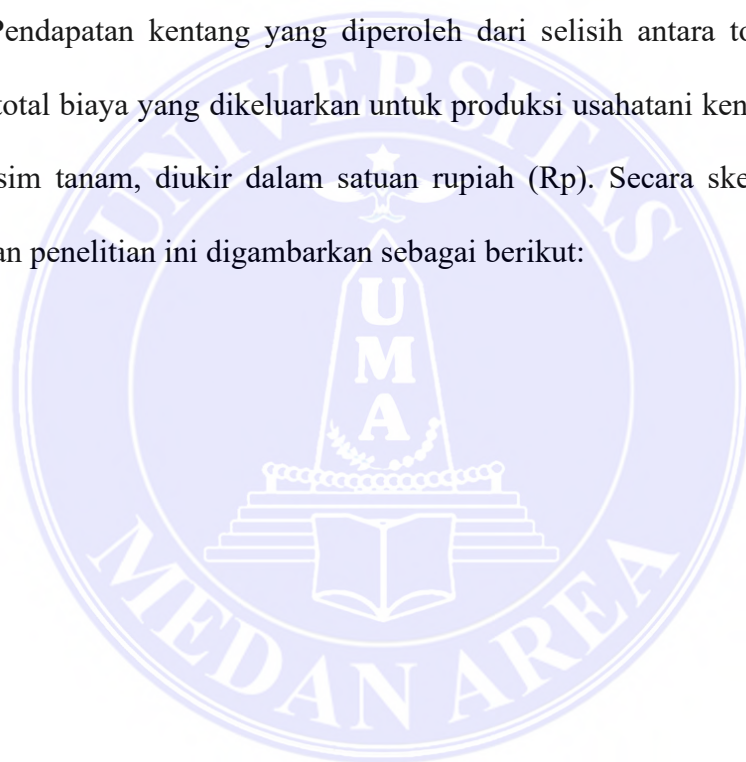 Pendapatan kentang yang diperoleh dari selisih antara to
total biaya yang dikeluarkan untuk produksi usahatani ken
sim tanam, diukir dalam satuan rupiah (Rp). Secara ske
an penelitian ini digambarkan sebagai berikut:
UNIVERSITAS
U
M
A
MEDAN AREA